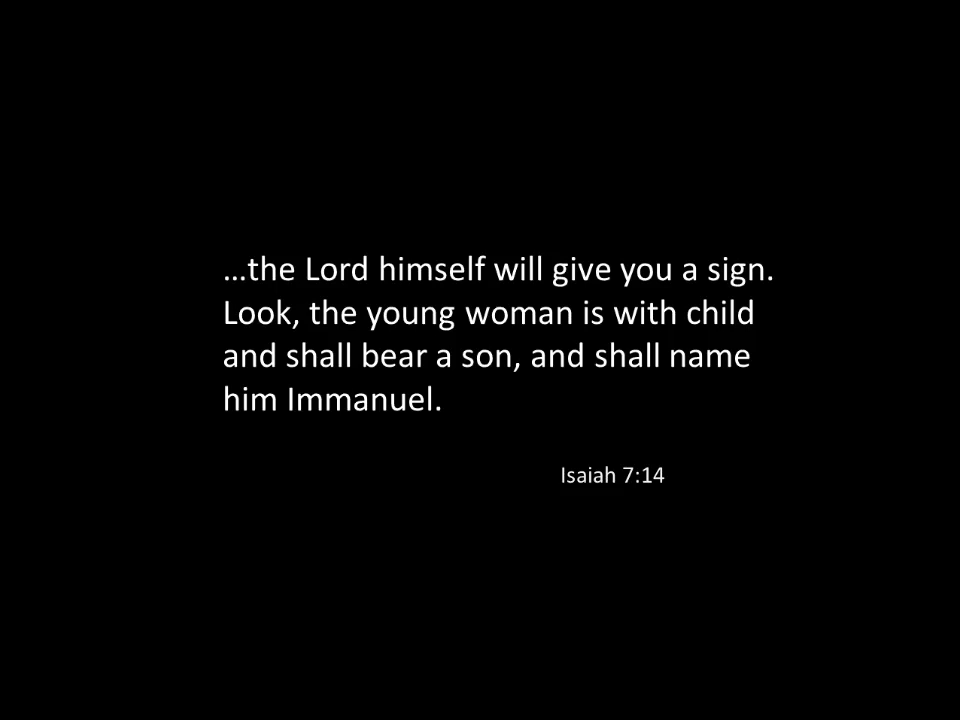 …the Lord himself will give you a sign.
Look, the young woman is with child
and shall bear a son, and shall name
him Immanuel.
Isaiah 7:14